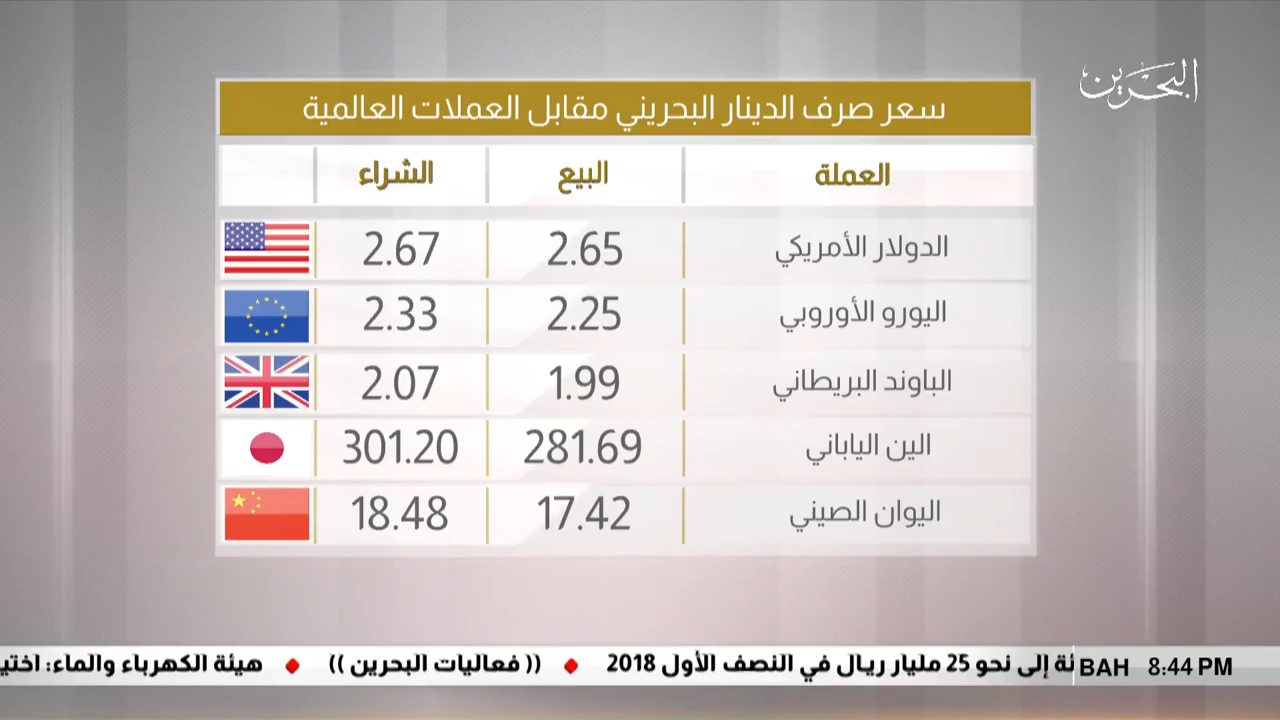 البحرين
سعر صرف الدينار البحريني مقابل العملات العالمية
العملة البيع الشراء
الدولار الأمريكي 2.65 2.67
اليورو الأوروبي 2.25 2.33
الباوند البريطاني 1.99 2.07
الين الياباني 281.69 301.20
اليوان الصيني 17.42 18.48
BAH 8:44 PM
إلى نحو 25 مليار ريال في النصف الأول 2018 (( فعاليات البحرين )) هيئة الكهرباء والماء: